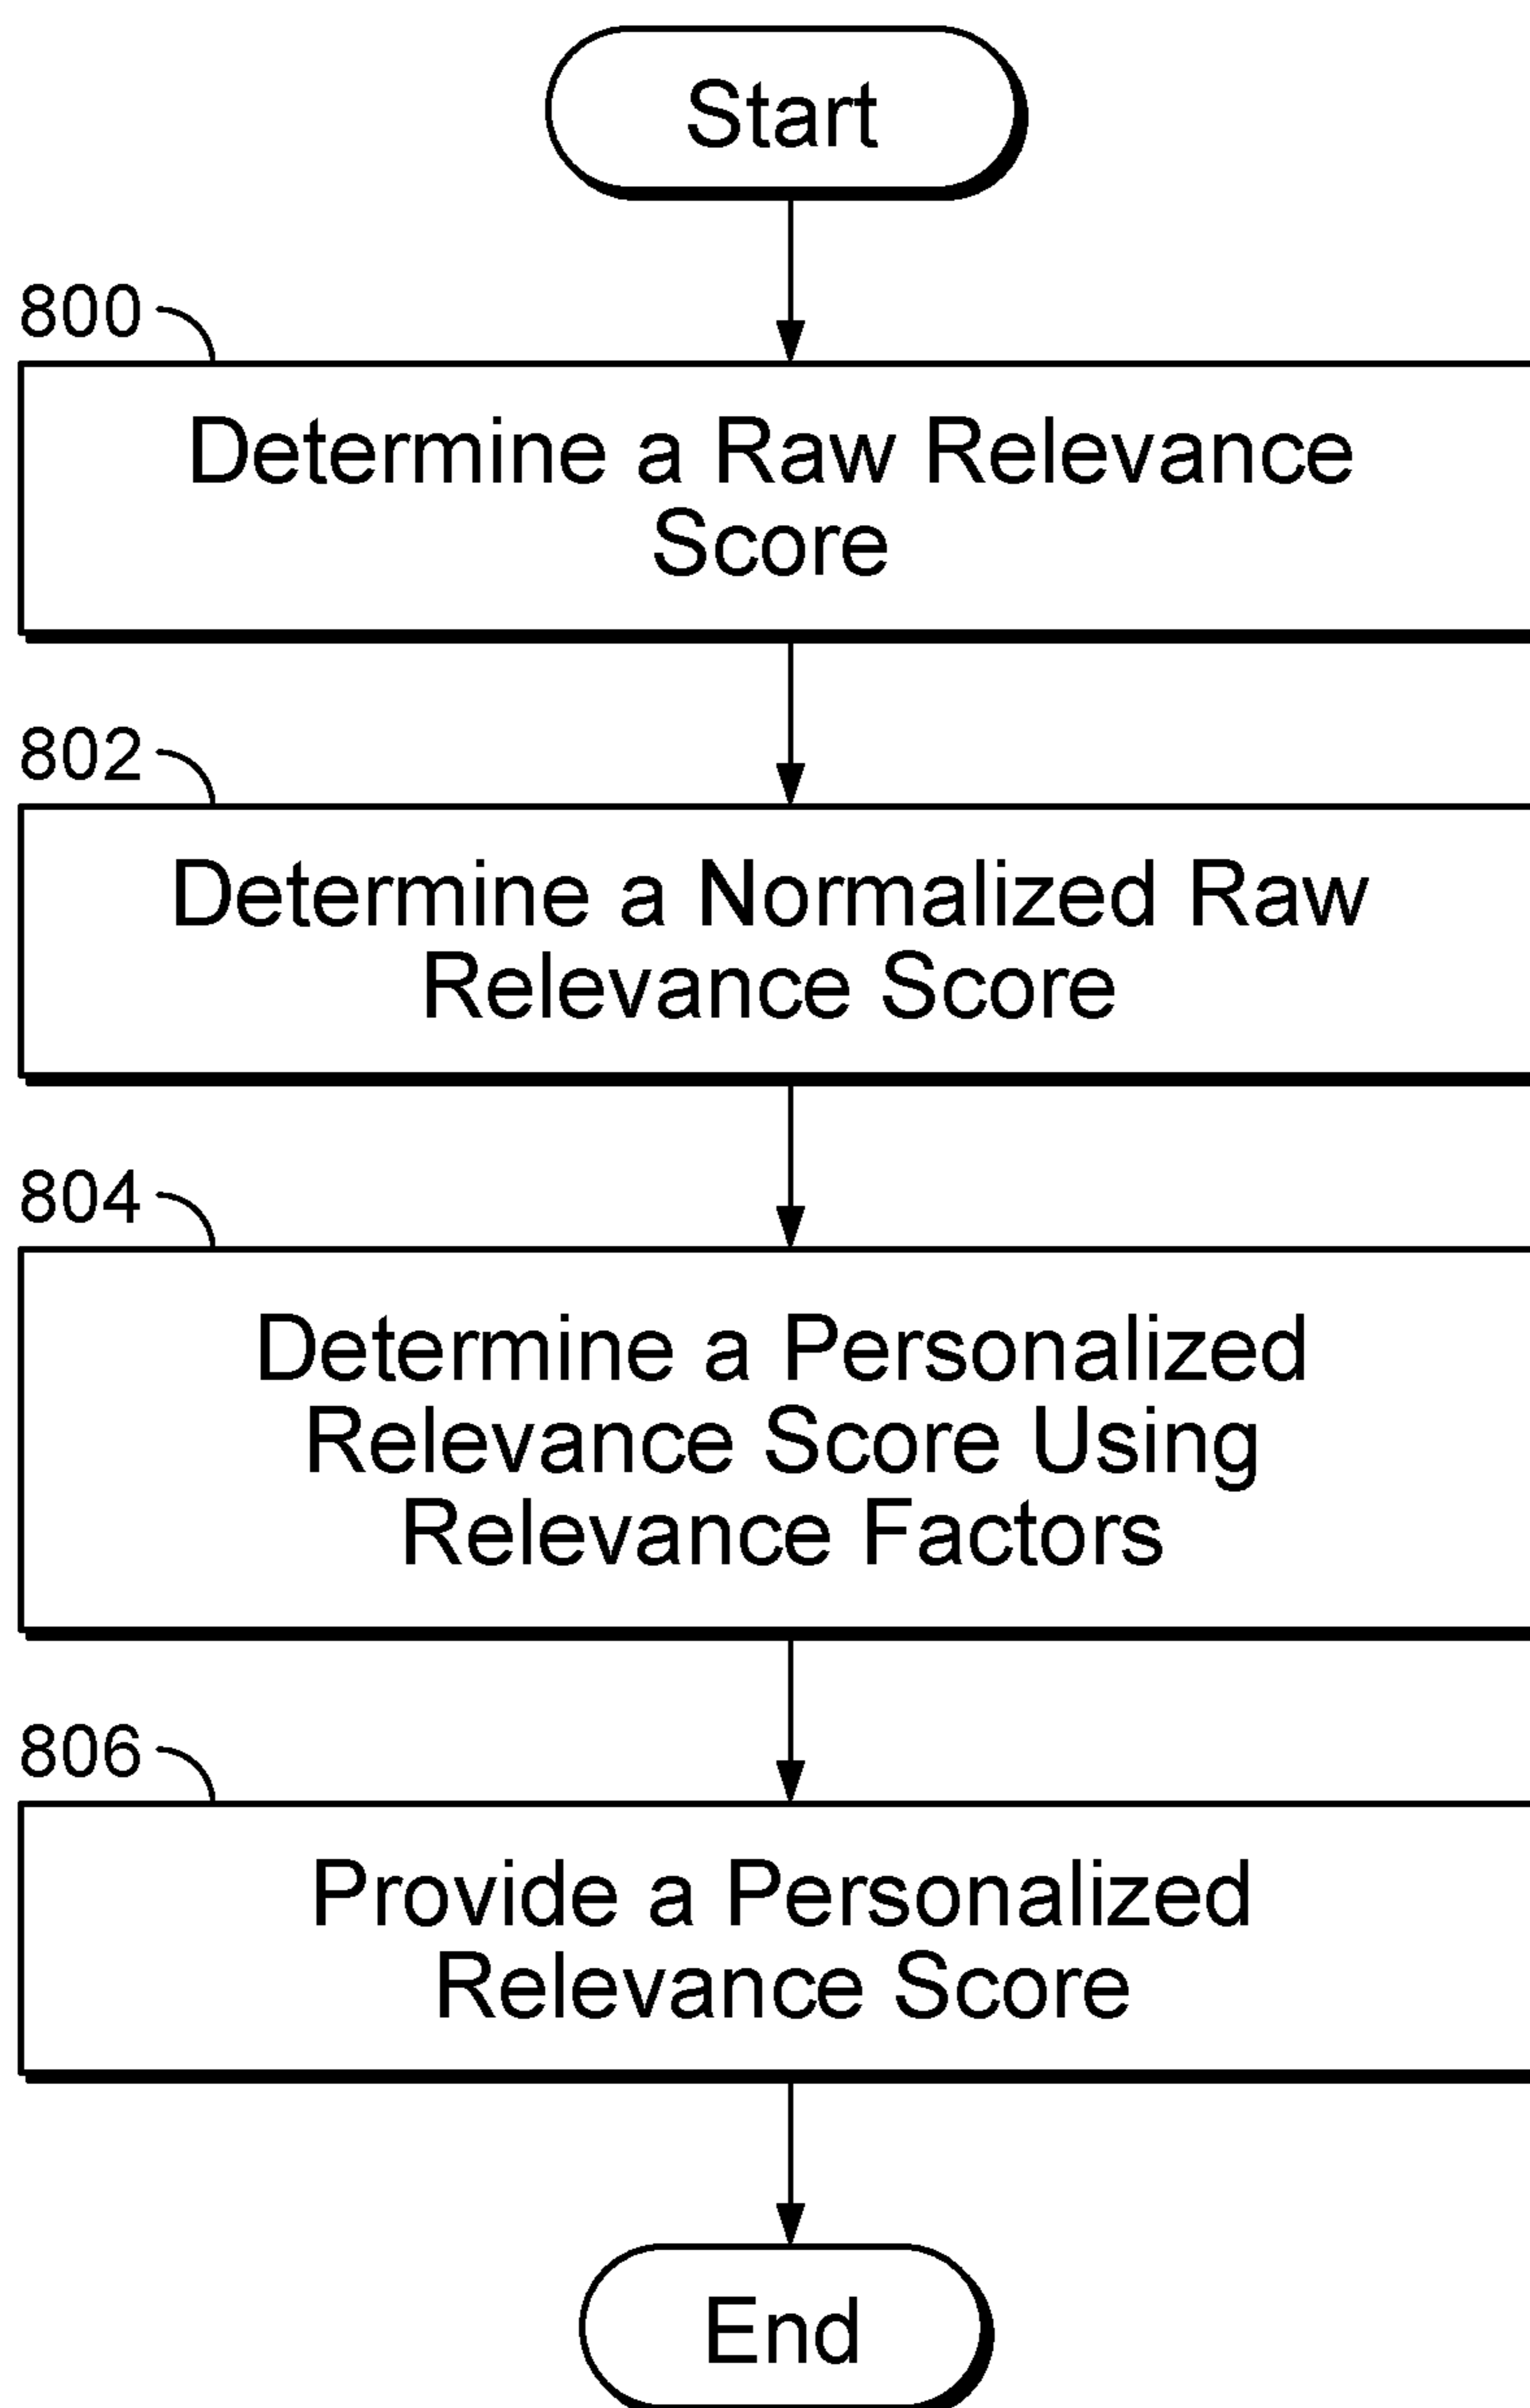 Start
800
Determine a Raw Relevance
Score
802
Determine a Normalized Raw
Relevance Score
804
Determine a Personalized
Relevance Score Using
Relevance Factors
806
Provide a Personalized
Relevance Score
End